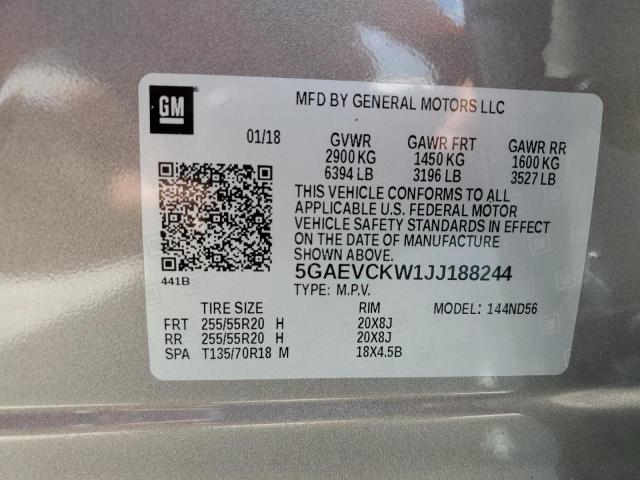 GM
MFD BY GENERAL MOTORS LLC
01/18 GVWR GAWR FRT GAWR RR
2900 KG 1450 KG 1600 KG
6394 LB 3196 LB 3527 LB
THIS VEHICLE CONFORMS TO ALL
APPLICABLE U.S. FEDERAL MOTOR
VEHICLE SAFETY STANDARDS IN EFFECT
ON THE DATE OF MANUFACTURE
SHOWN ABOVE.
441B
5GAEVCKW1JJ188244
TYPE: M.P.V.
TIRE SIZE RIM MODEL: 144ND56
FRT 255/55R20 H 20X8J
RR 255/55R20 H 20X8J
SPA T135/70R18 M 18X4.5B